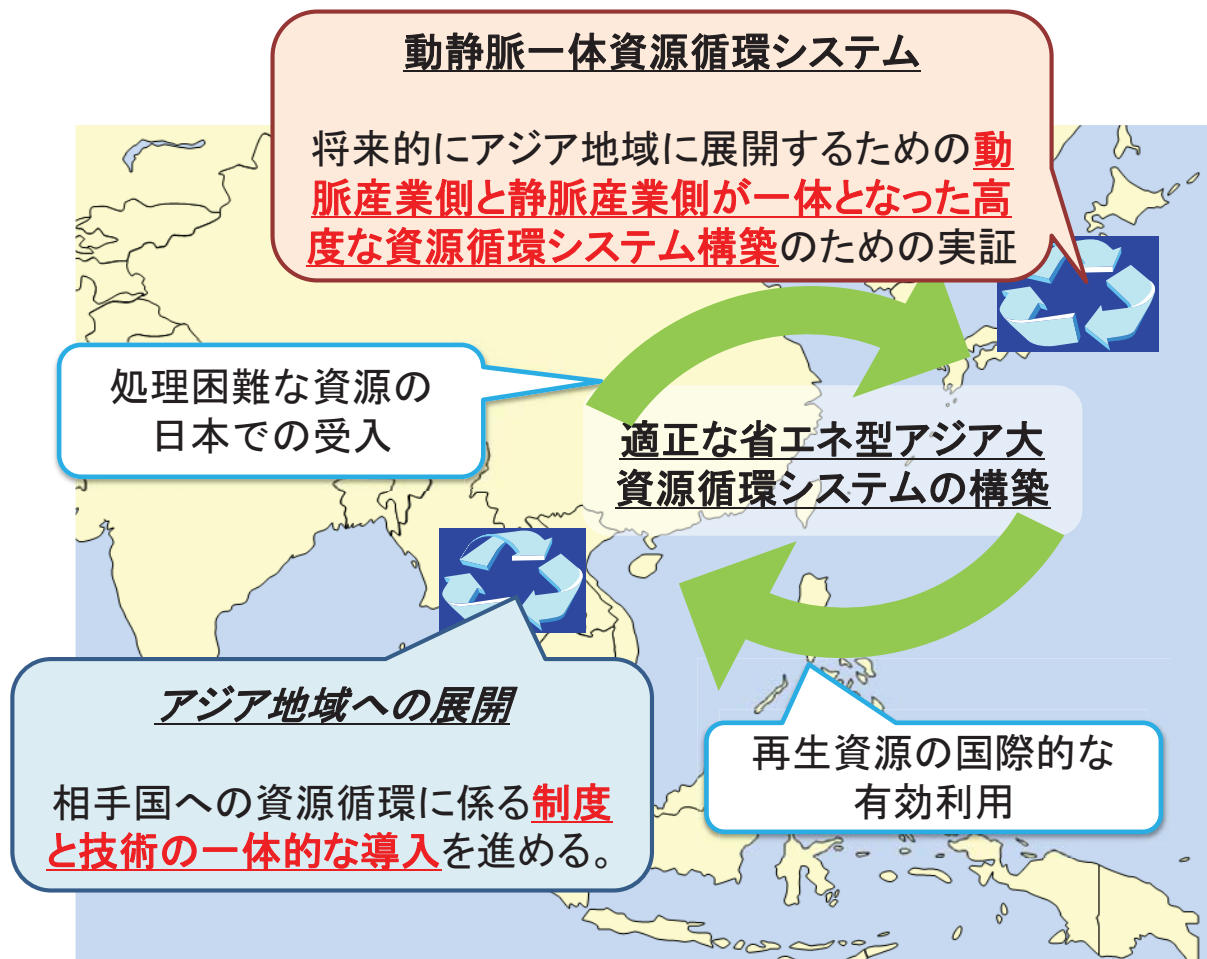 動静脈一体資源循環システム
将来的にアジア地域に展開するための動
脈産業側と静脈産業側が一体となった高
度な資源循環システム構築のための実証
処理困難な資源の
日本での受入
適正な省エネ型アジア大
資源循環システムの構築
アジア地域への展開
相手国への資源循環に係る制度
と技術の一体的な導入を進める。
再生資源の国際的な
有効利用